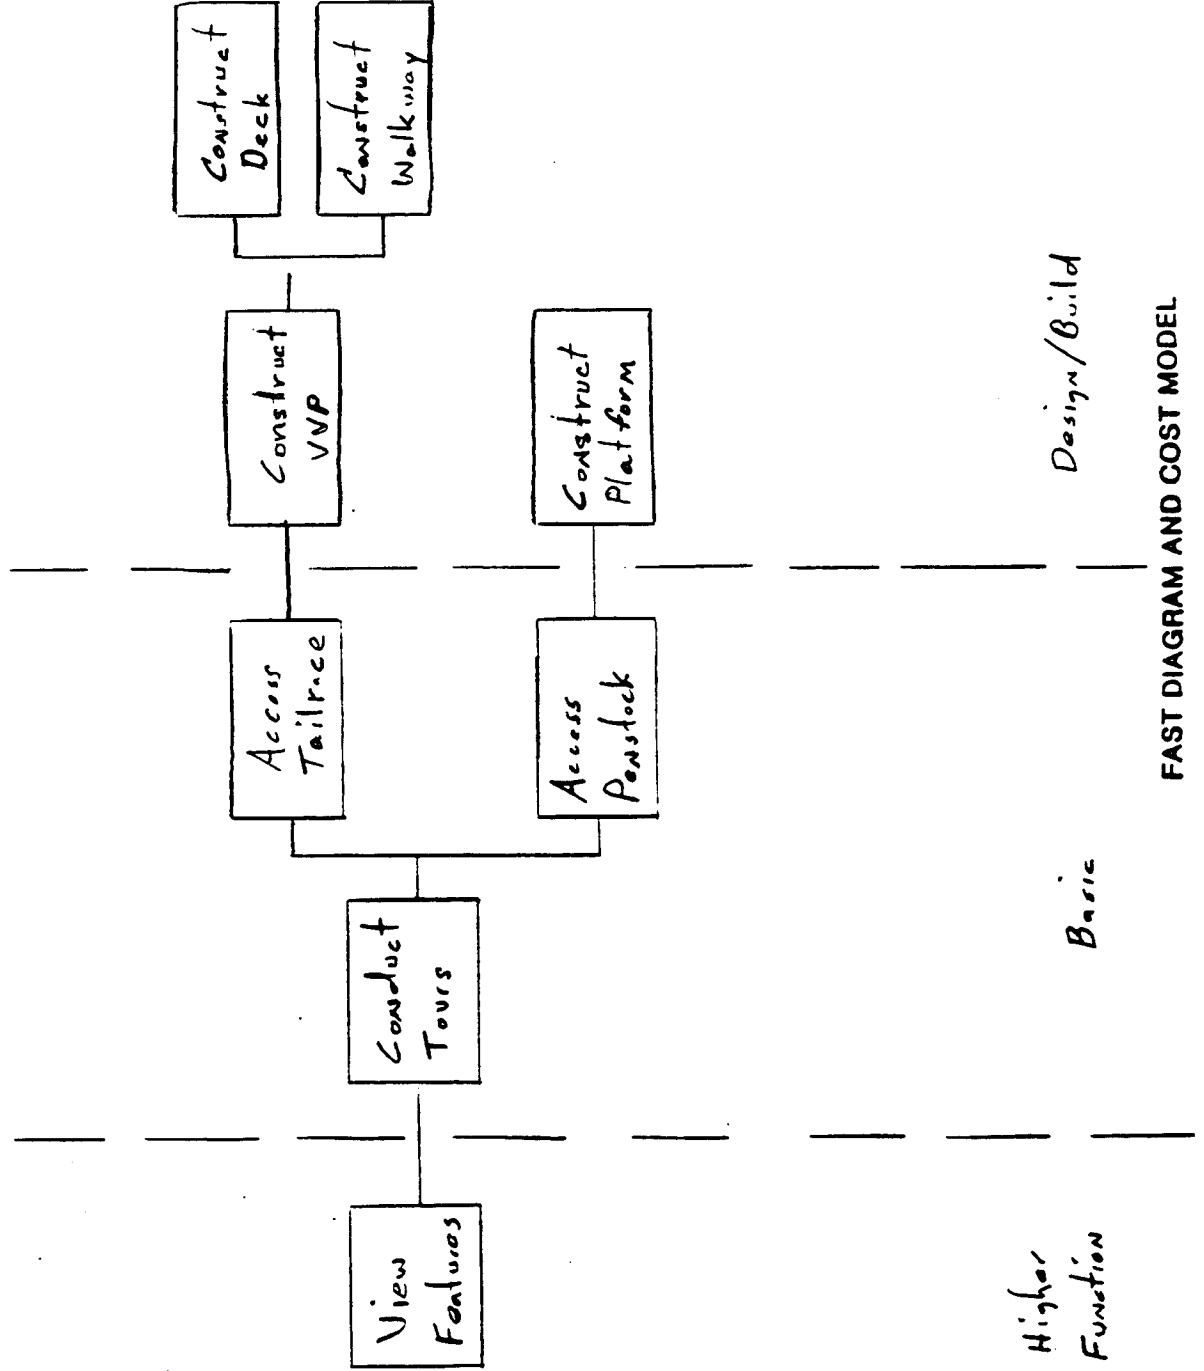 Construct
Deck
Construct
Walkway
Construct
VVP
Construct
Platform
Access
Tailrace
Access
Penstock
Conduct
Tours
View
Features
Higher
Function
Basic
Design/Build
FAST DIAGRAM AND COST MODEL